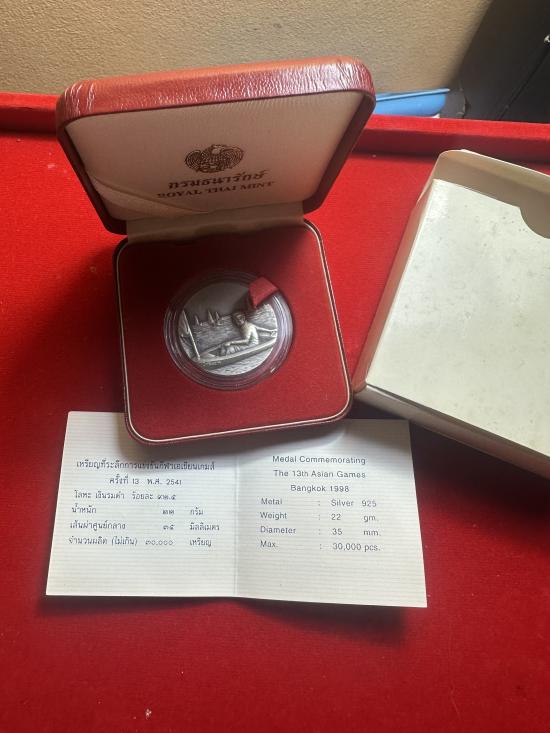 กรมธนารักษ์
ROYAL THAI MINT
เหรียญที่ระลึกการแข่งขันกีฬาเอเชียนเกมส์
ครั้งที่ 13 พ.ศ. 2541
โลหะ เงินรมดำ ร้อยละ ๙๒.๕
น้ำหนัก ๒๒ กรัม
เส้นผ่าศูนย์กลาง ๓๕ มิลลิเมตร
จำนวนผลิต (ไม่เกิน) ๓๐,๐๐๐ เหรียญ
Medal Commemorating
The 13th Asian Games
Bangkok 1998
Metal : Silver 925
Weight : 22 gm.
Diameter : 35 mm.
Max. : 30,000 pcs.